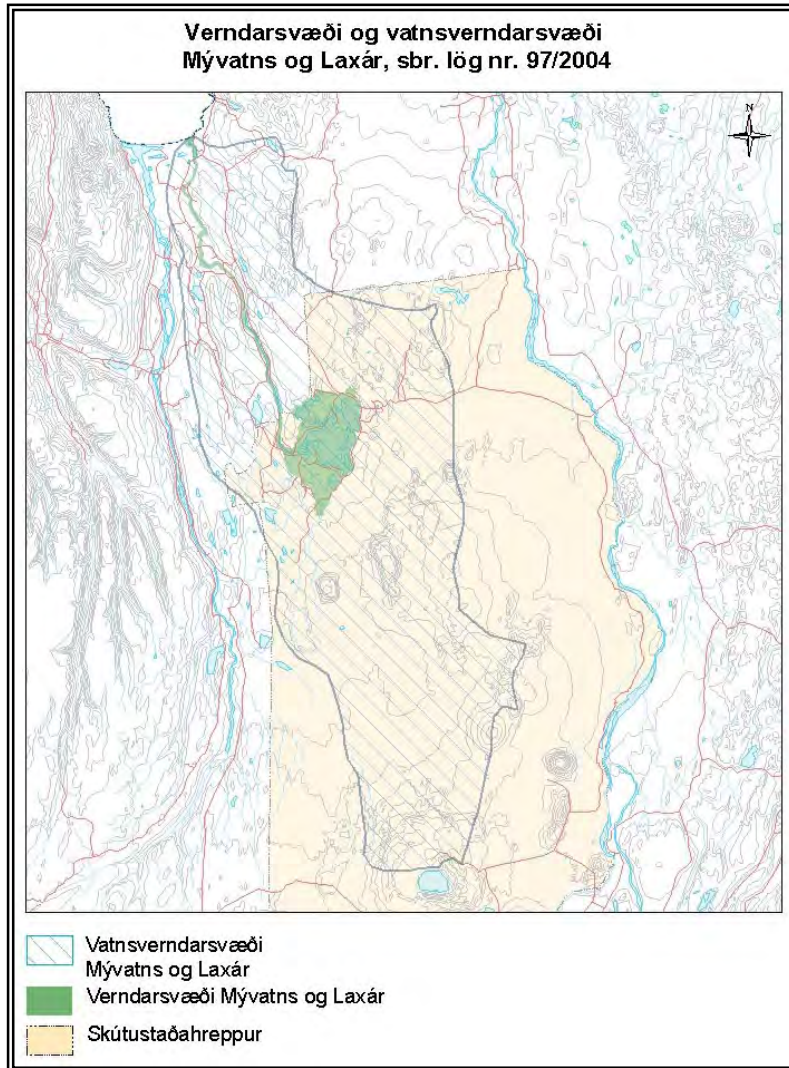 Verndarsvæði og vatnsverndarsvæði
Mývatns og Laxár, sbr. lög nr. 97/2004
N
Vatnsverndarsvæði
Mývatns og Laxár
Verndarsvæði Mývatns og Laxár
Skútustaðahreppur